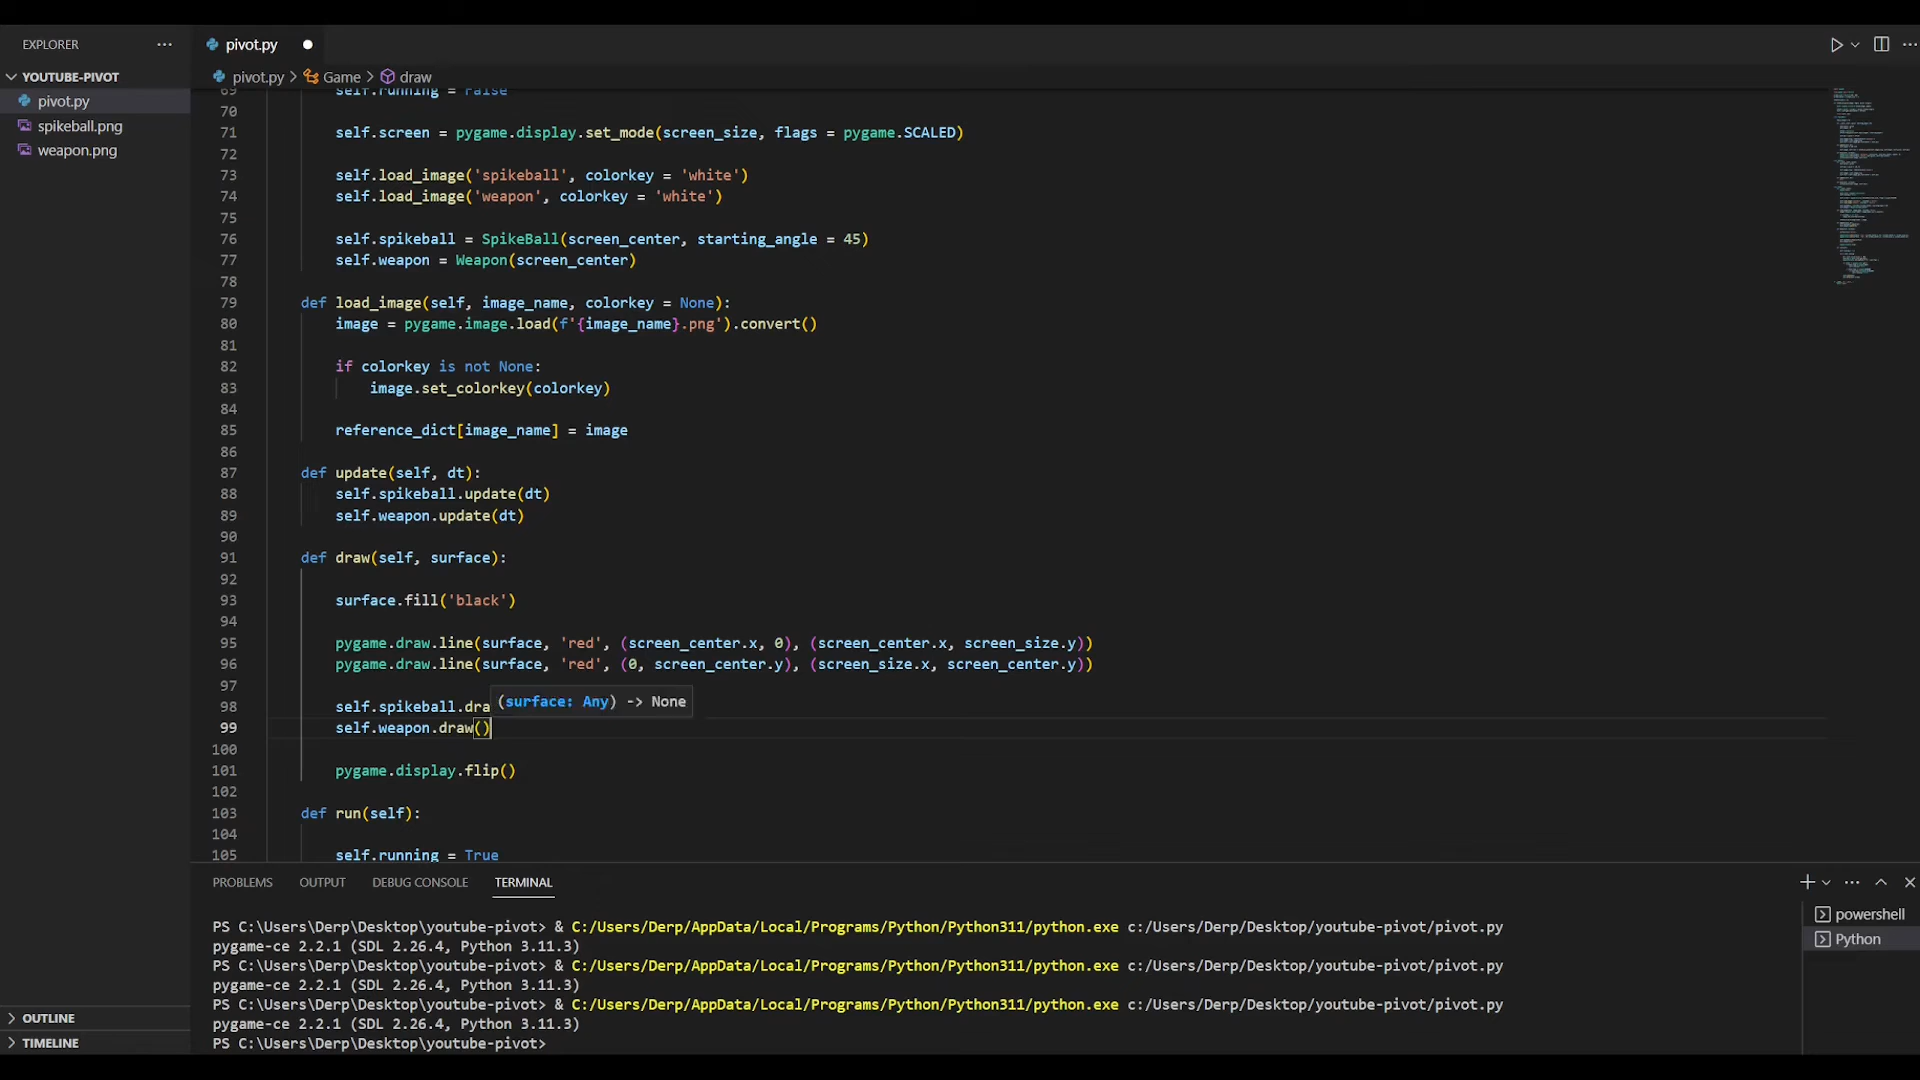 EXPLORER
YOUTUBE-PIVOT
pivot.py
spikeball.png
weapon.png
OUTLINE
TIMELINE
pivot.py
pivot.py > Game > draw
69 self.running = False
70
71 self.screen = pygame.display.set_mode(screen_size, flags = pygame.SCALED)
72
73 self.load_image('spikeball', colorkey = 'white')
74 self.load_image('weapon', colorkey = 'white')
75
76 self.spikeball = SpikeBall(screen_center, starting_angle = 45)
77 self.weapon = Weapon(screen_center)
78
79 def load_image(self, image_name, colorkey = None):
80 image = pygame.image.load(f'{image_name}.png').convert()
81
82 if colorkey is not None:
83 image.set_colorkey(colorkey)
84
85 reference_dict[image_name] = image
86
87 def update(self, dt):
88 self.spikeball.update(dt)
89 self.weapon.update(dt)
90
91 def draw(self, surface):
92
93 surface.fill('black')
94
95 pygame.draw.line(surface, 'red', (screen_center.x, 0), (screen_center.x, screen_size.y))
96 pygame.draw.line(surface, 'red', (0, screen_center.y), (screen_size.x, screen_center.y))
97
(surface: Any) -> None
98 self.spikeball.dra
99 self.weapon.draw()
100
101 pygame.display.flip()
102
103 def run(self):
104
105 self.running = True
PROBLEMS OUTPUT DEBUG CONSOLE TERMINAL
PS C:\Users\Derp\Desktop\youtube-pivot> & C:/Users/Derp/AppData/Local/Programs/Python/Python311/python.exe c:/Users/Derp/Desktop/youtube-pivot/pivot.py
pygame-ce 2.2.1 (SDL 2.26.4, Python 3.11.3)
PS C:\Users\Derp\Desktop\youtube-pivot> & C:/Users/Derp/AppData/Local/Programs/Python/Python311/python.exe c:/Users/Derp/Desktop/youtube-pivot/pivot.py
pygame-ce 2.2.1 (SDL 2.26.4, Python 3.11.3)
PS C:\Users\Derp\Desktop\youtube-pivot> & C:/Users/Derp/AppData/Local/Programs/Python/Python311/python.exe c:/Users/Derp/Desktop/youtube-pivot/pivot.py
pygame-ce 2.2.1 (SDL 2.26.4, Python 3.11.3)
PS C:\Users\Derp\Desktop\youtube-pivot>
powershell
Python